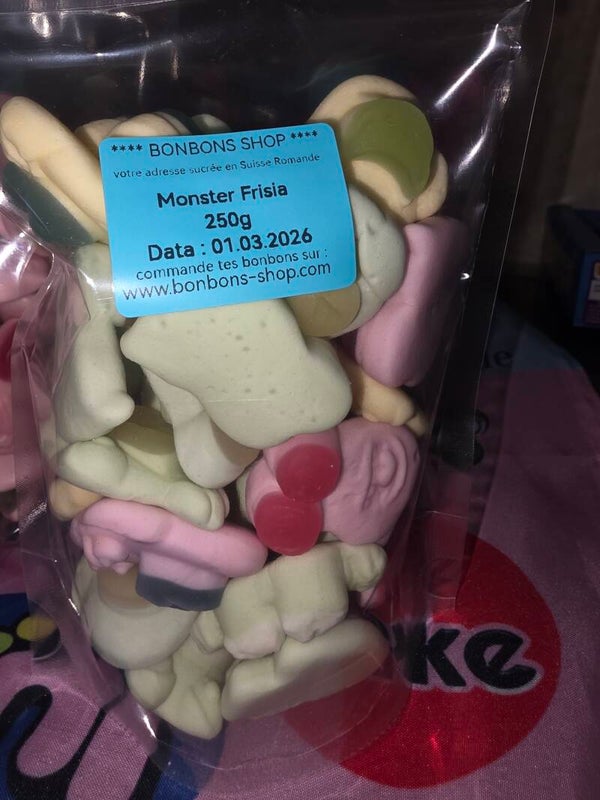 **** BONBONS SHOP ****
votre adresse sucrée en Suisse Romande
Monster Frisia
250g
Data : 01.03.2026
commande tes bonbons sur :
www.bonbons-shop.com
ke